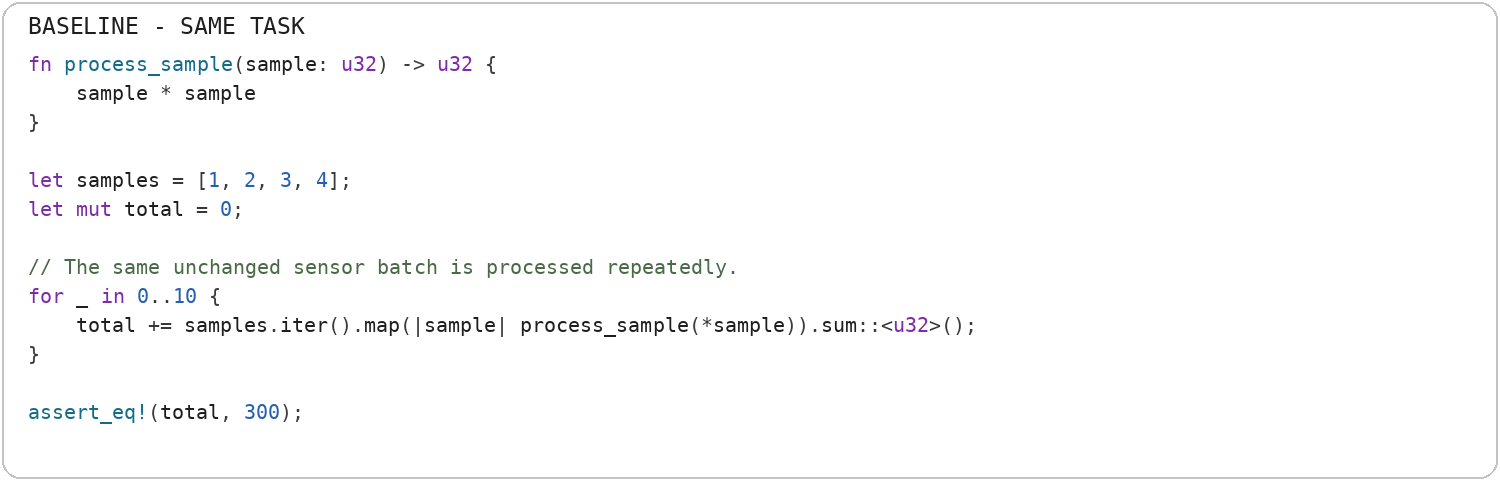 BASELINE - SAME TASK
fn process_sample(sample: u32) -> u32 {
    sample * sample
}

let samples = [1, 2, 3, 4];
let mut total = 0;

// The same unchanged sensor batch is processed repeatedly.
for _ in 0..10 {
    total += samples.iter().map(|sample| process_sample(*sample)).sum::<u32>();
}

assert_eq!(total, 300);